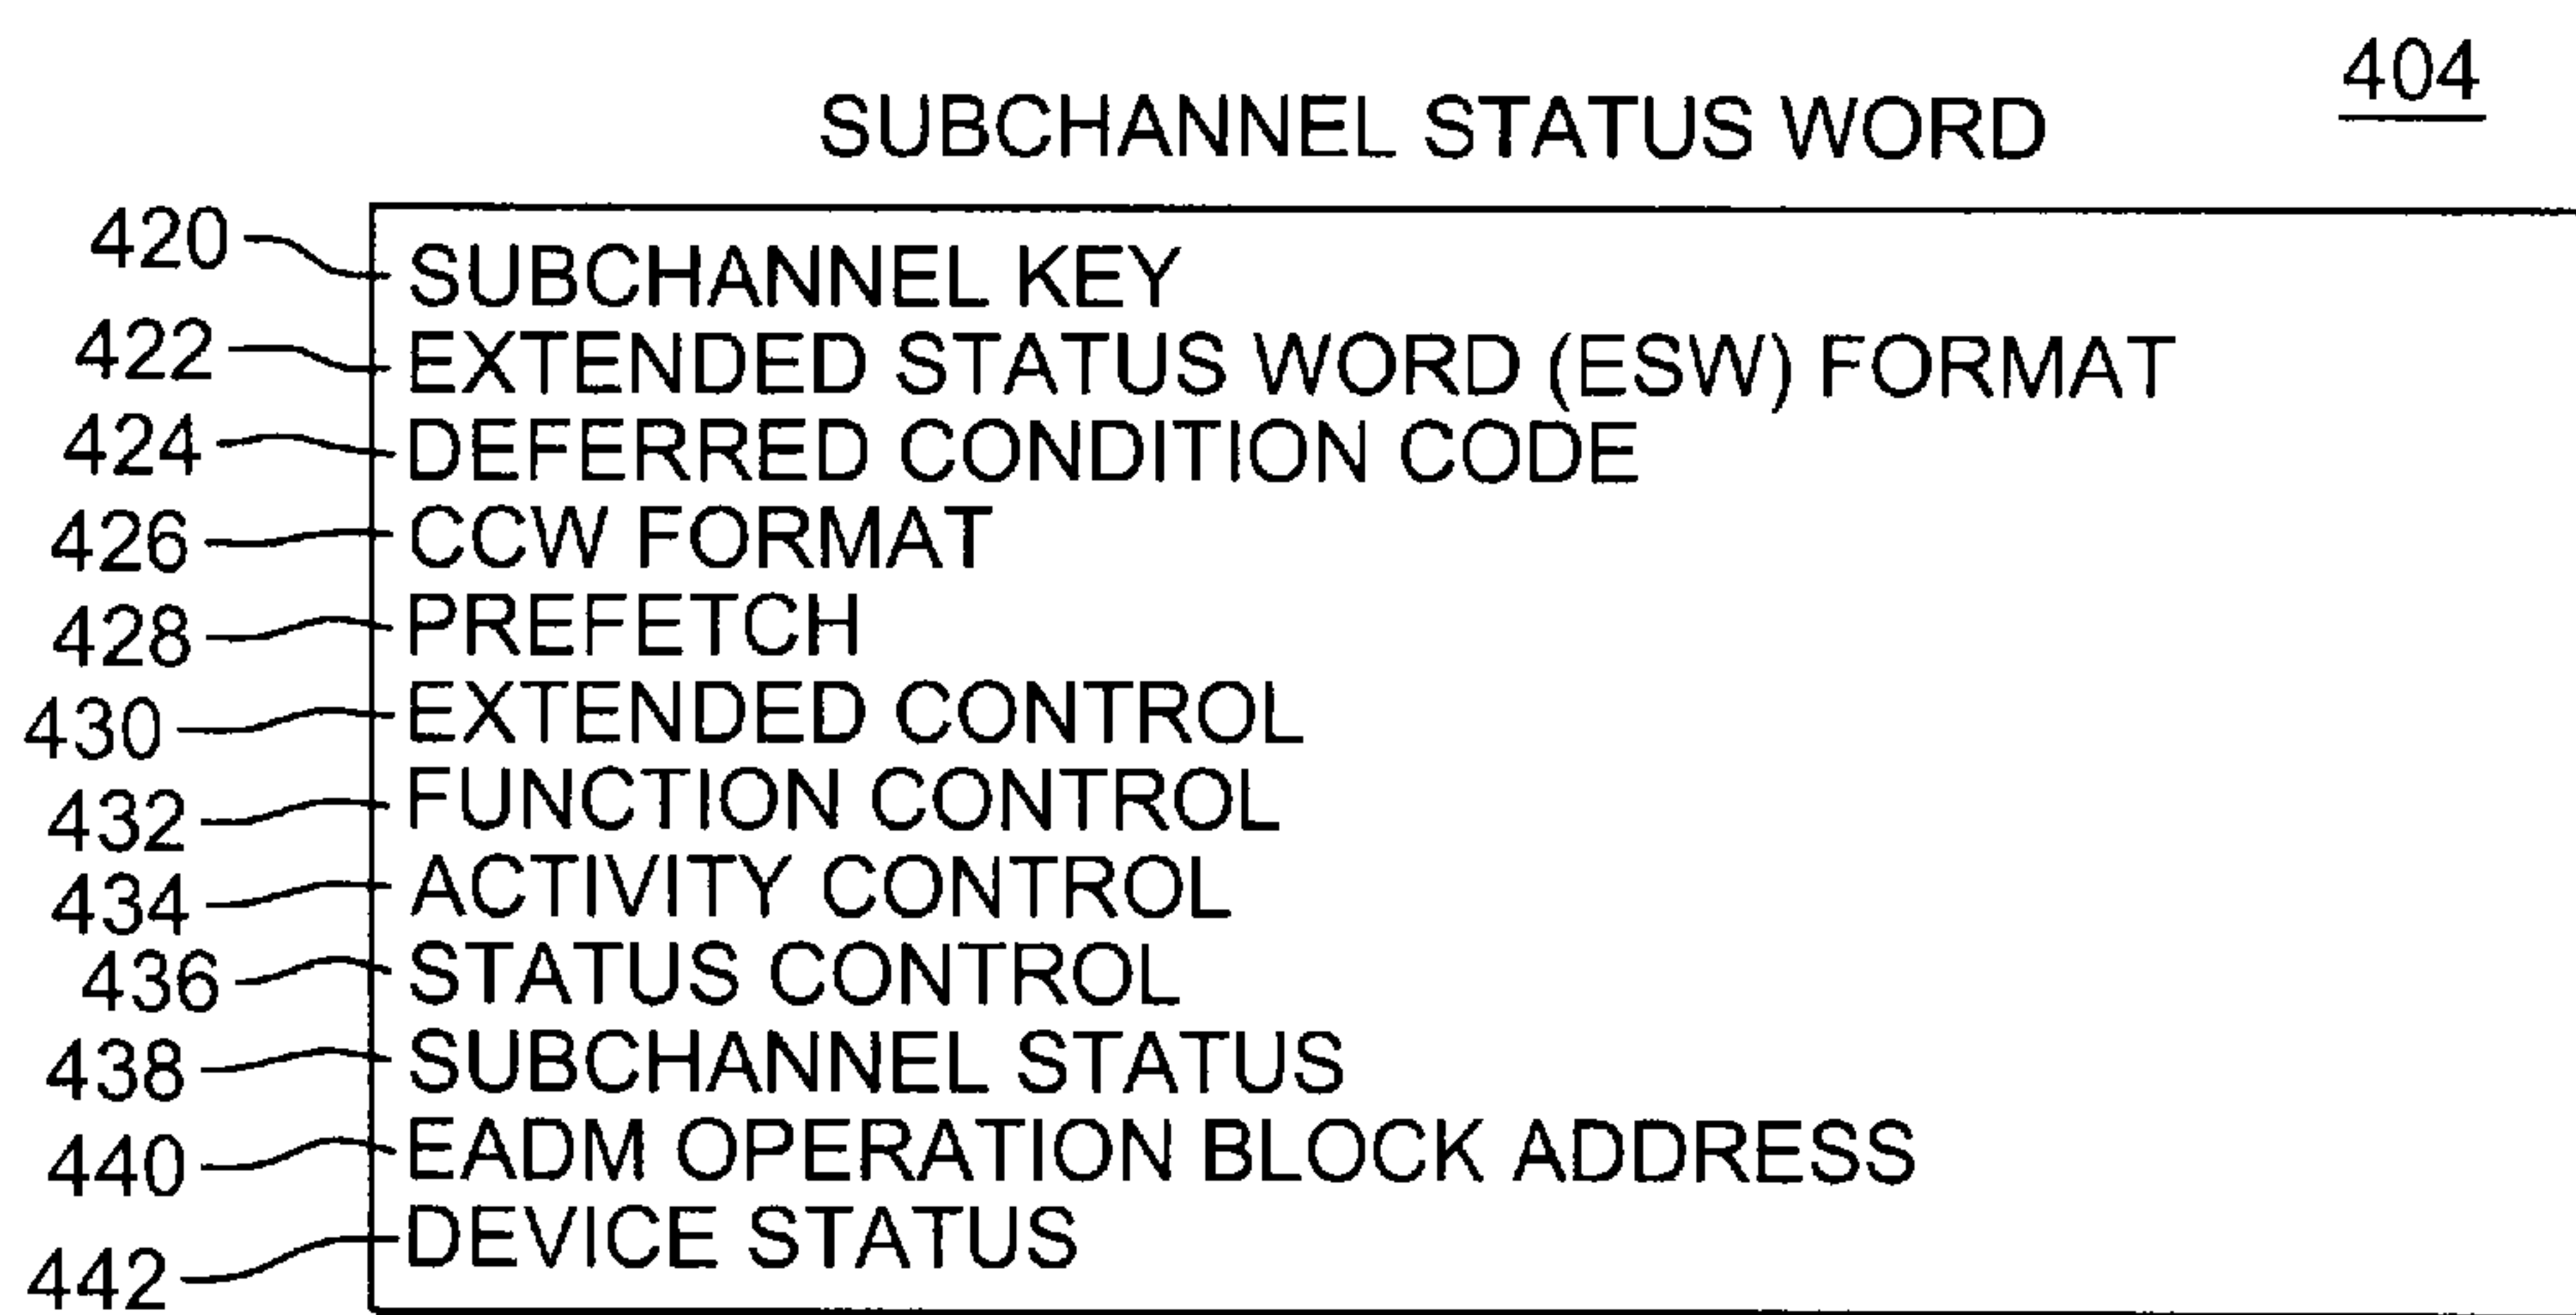 404
SUBCHANNEL STATUS WORD
420 SUBCHANNEL KEY
422 EXTENDED STATUS WORD (ESW) FORMAT
424 DEFERRED CONDITION CODE
426 CCW FORMAT
428 PREFETCH
430 EXTENDED CONTROL
432 FUNCTION CONTROL
434 ACTIVITY CONTROL
436 STATUS CONTROL
438 SUBCHANNEL STATUS
440 EADM OPERATION BLOCK ADDRESS
442 DEVICE STATUS